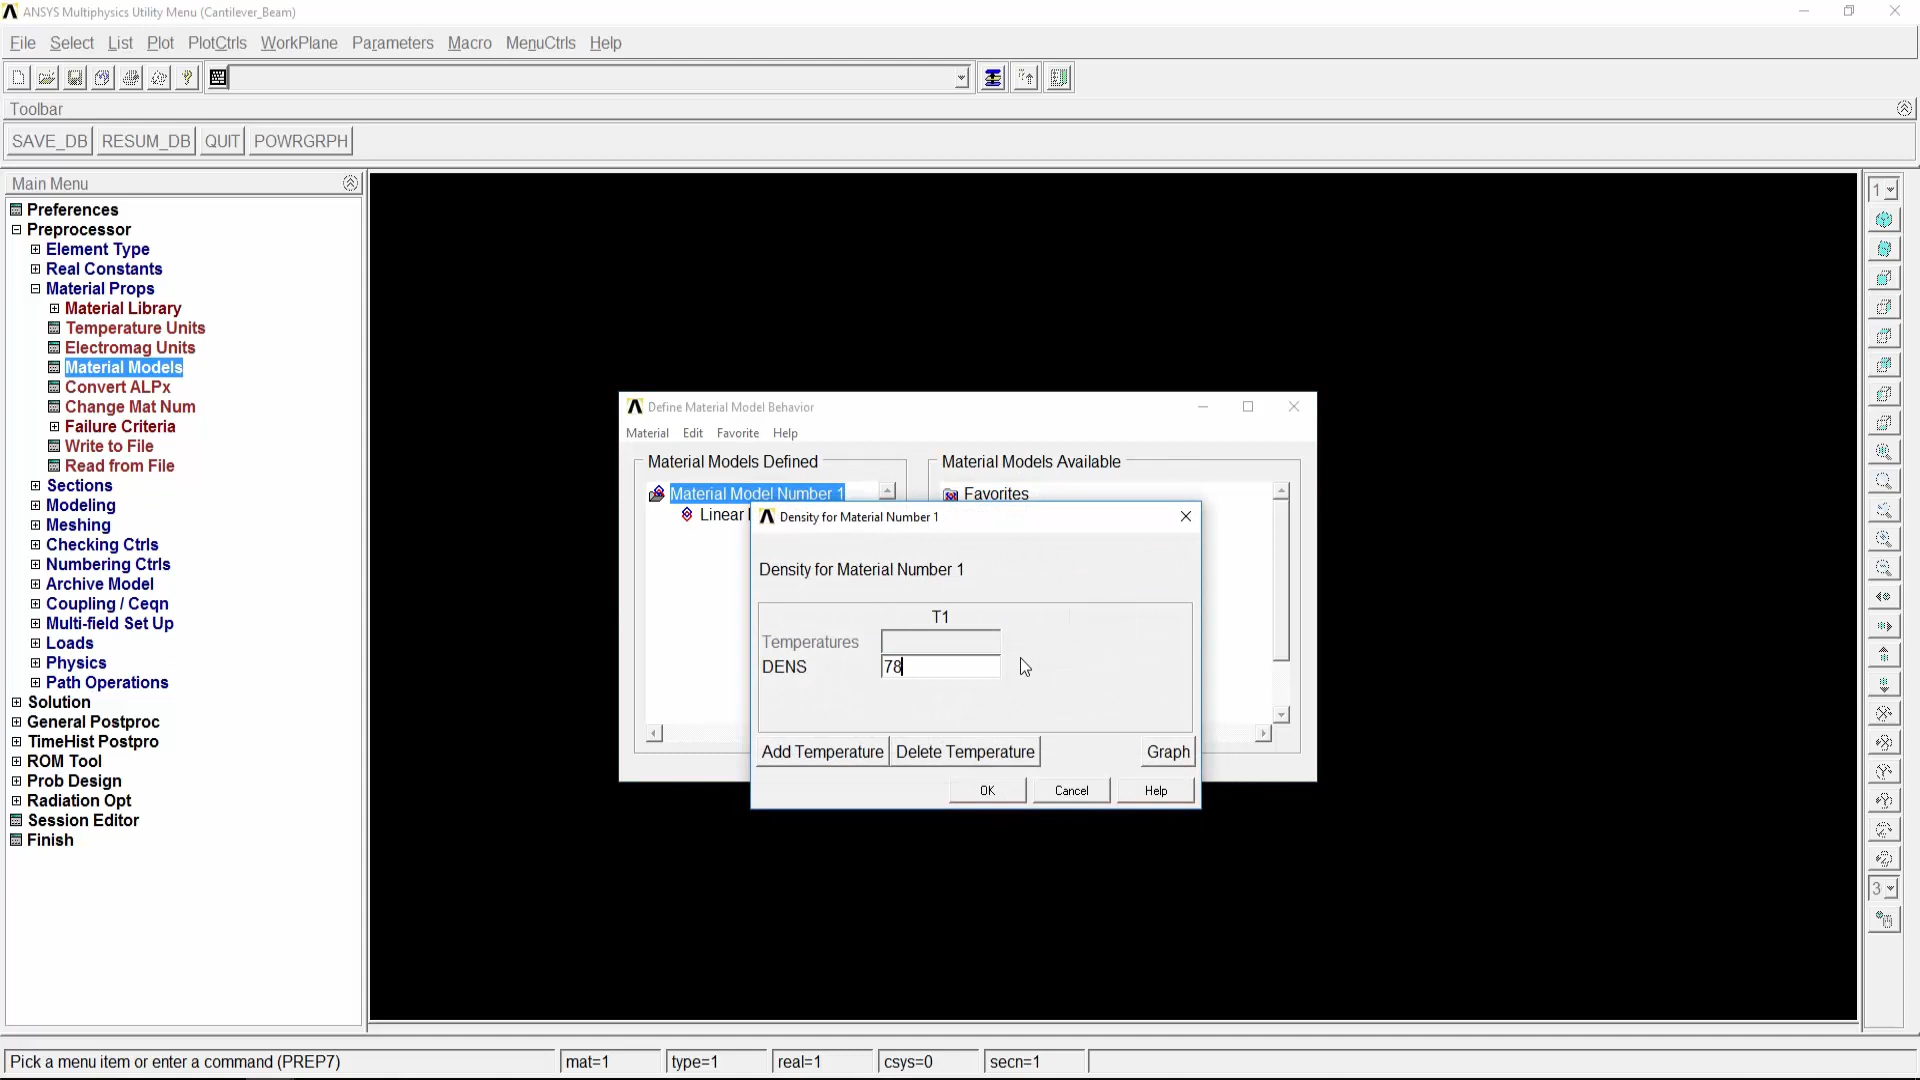 ANSYS Multiphysics Utility Menu (Cantilever_Beam)
File Select List Plot PlotCtrls WorkPlane Parameters Macro MenuCtrls Help
Toolbar
SAVE_DB RESUM_DB QUIT POWRGRPH
Main Menu
Preferences
Preprocessor
Element Type
Real Constants
Material Props
Material Library
Temperature Units
Electromag Units
Material Models
Convert ALPx
Change Mat Num
Failure Criteria
Write to File
Read from File
Sections
Modeling
Meshing
Checking Ctrls
Numbering Ctrls
Archive Model
Coupling / Ceqn
Multi-field Set Up
Loads
Physics
Path Operations
Solution
General Postproc
TimeHist Postpro
ROM Tool
Prob Design
Radiation Opt
Session Editor
Finish
Define Material Model Behavior
Material Edit Favorite Help
Material Models Defined
Material Models Available
Material Model Number 1
Favorites
Linear
Density for Material Number 1
Density for Material Number 1
T1
Temperatures
DENS 78
Add Temperature Delete Temperature Graph
OK Cancel Help
1
3
Pick a menu item or enter a command (PREP7) mat=1 type=1 real=1 csys=0 secn=1